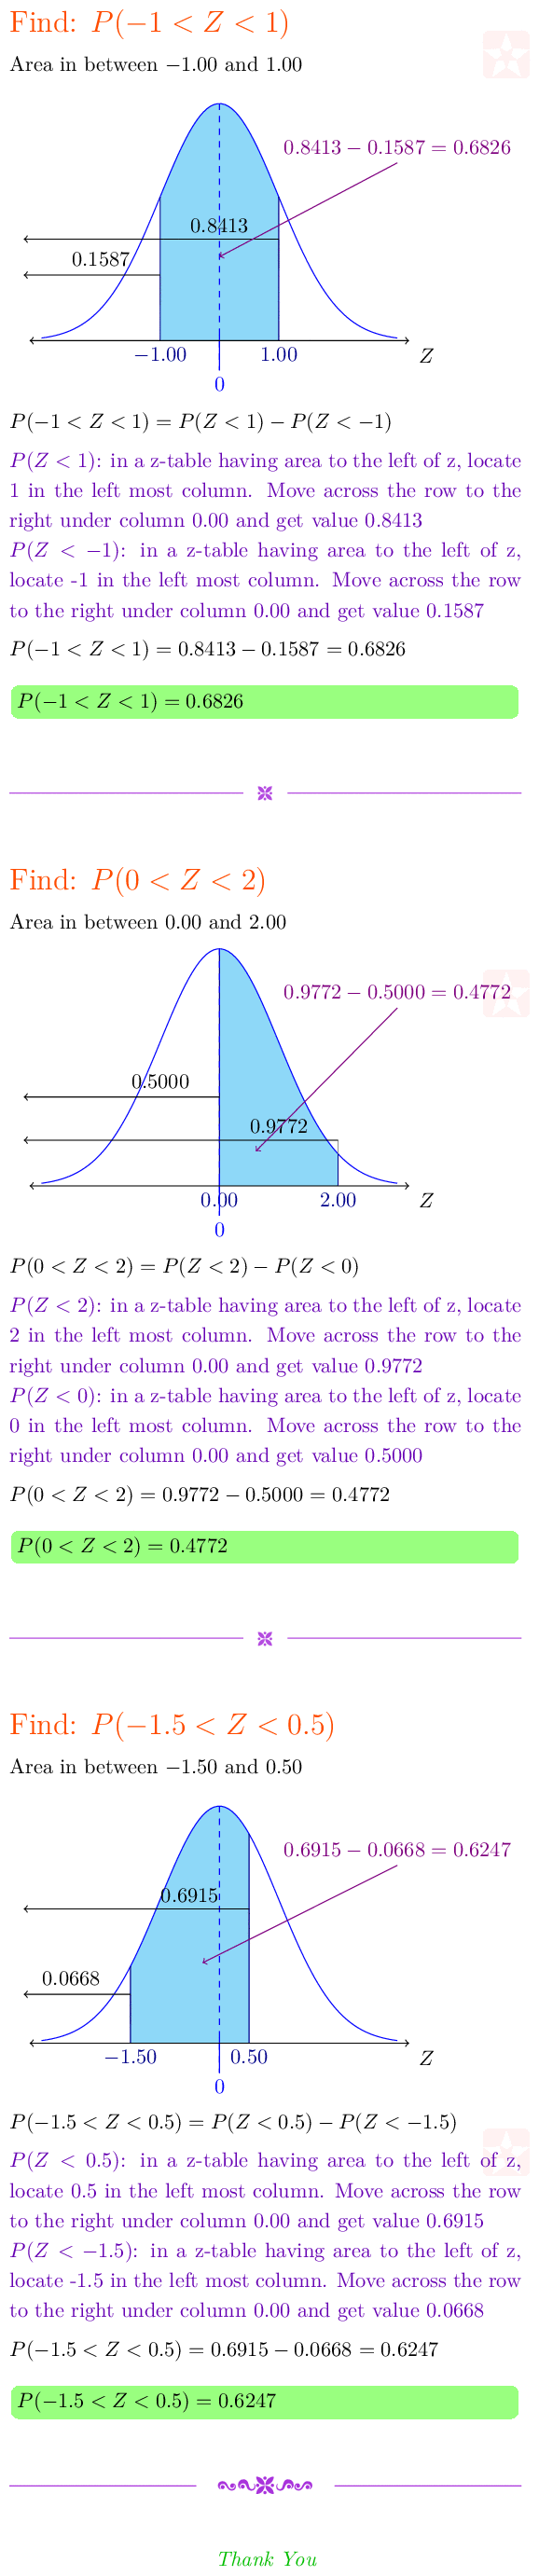 Find: P(−1 < Z < 1)
Area in between −1.00 and 1.00
0.8413 − 0.1587 = 0.6826
0.8413
0.1587
−1.00
1.00
Z
0
P(−1 < Z < 1) = P(Z < 1) − P(Z < −1)
P(Z < 1): in a z-table having area to the left of z, locate
1 in the left most column. Move across the row to the
right under column 0.00 and get value 0.8413
P(Z < −1): in a z-table having area to the left of z,
locate -1 in the left most column. Move across the row
to the right under column 0.00 and get value 0.1587
P(−1 < Z < 1) = 0.8413 − 0.1587 = 0.6826
P(−1 < Z < 1) = 0.6826
Find: P(0 < Z < 2)
Area in between 0.00 and 2.00
0.9772 − 0.5000 = 0.4772
0.5000
0.9772
0.00
2.00
Z
0
P(0 < Z < 2) = P(Z < 2) − P(Z < 0)
P(Z < 2): in a z-table having area to the left of z, locate
2 in the left most column. Move across the row to the
right under column 0.00 and get value 0.9772
P(Z < 0): in a z-table having area to the left of z, locate
0 in the left most column. Move across the row to the
right under column 0.00 and get value 0.5000
P(0 < Z < 2) = 0.9772 − 0.5000 = 0.4772
P(0 < Z < 2) = 0.4772
Find: P(−1.5 < Z < 0.5)
Area in between −1.50 and 0.50
0.6915 − 0.0668 = 0.6247
0.6915
0.0668
−1.50
0.50
Z
0
P(−1.5 < Z < 0.5) = P(Z < 0.5) − P(Z < −1.5)
P(Z < 0.5): in a z-table having area to the left of z,
locate 0.5 in the left most column. Move across the row
to the right under column 0.00 and get value 0.6915
P(Z < −1.5): in a z-table having area to the left of z,
locate -1.5 in the left most column. Move across the row
to the right under column 0.00 and get value 0.0668
P(−1.5 < Z < 0.5) = 0.6915 − 0.0668 = 0.6247
P(−1.5 < Z < 0.5) = 0.6247
Thank You